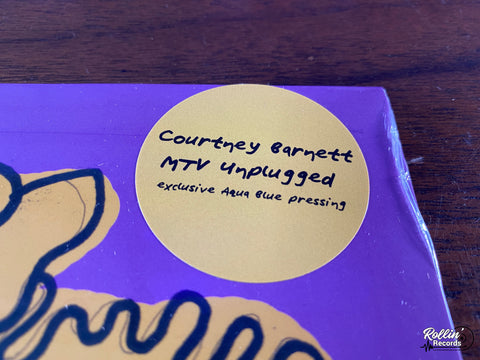 Courtney Barnett
MTV Unplugged
exclusive Aqua Blue pressing
Rollin'
Records